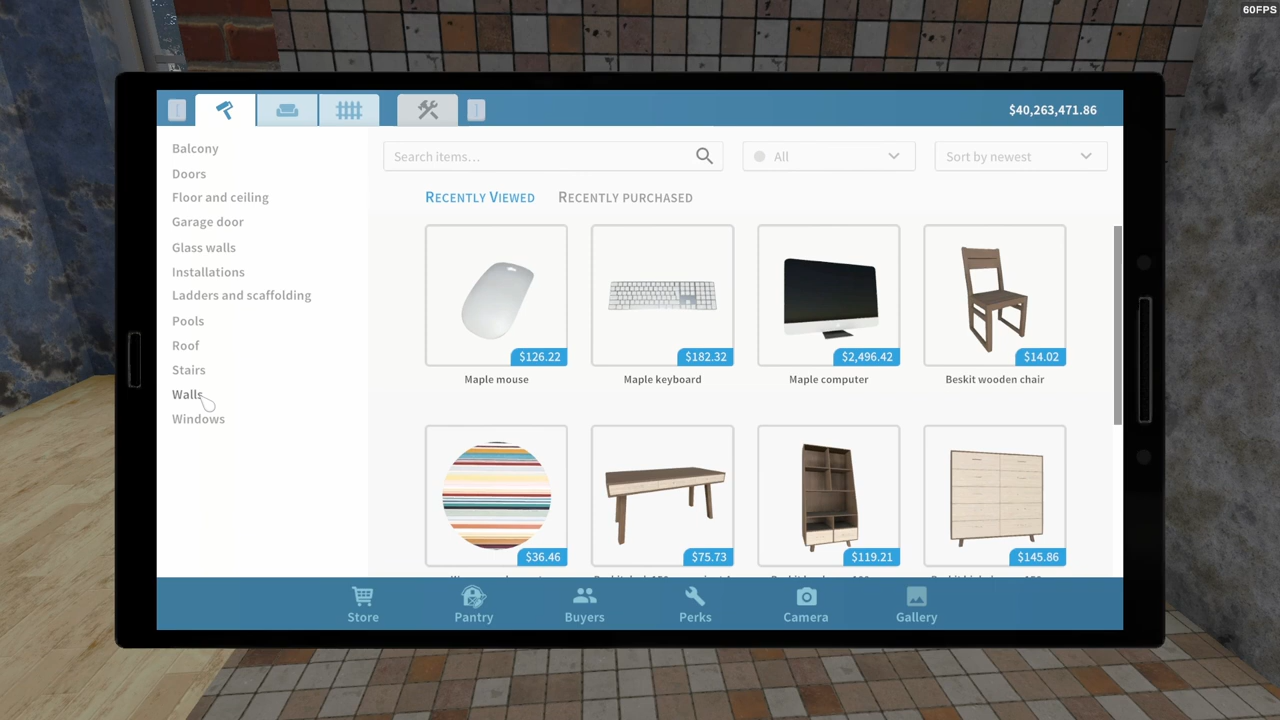 60FPS
$40,263,471.86
Balcony
Doors
Floor and ceiling
Garage door
Glass walls
Installations
Ladders and scaffolding
Pools
Roof
Stairs
Walls
Windows
Search items...
All
Sort by newest
RECENTLY VIEWED
RECENTLY PURCHASED
$126.22
$182.32
$2,496.42
$14.02
Maple mouse
Maple keyboard
Maple computer
Beskit wooden chair
$36.46
$75.73
$119.21
$145.86
Store
Pantry
Buyers
Perks
Camera
Gallery